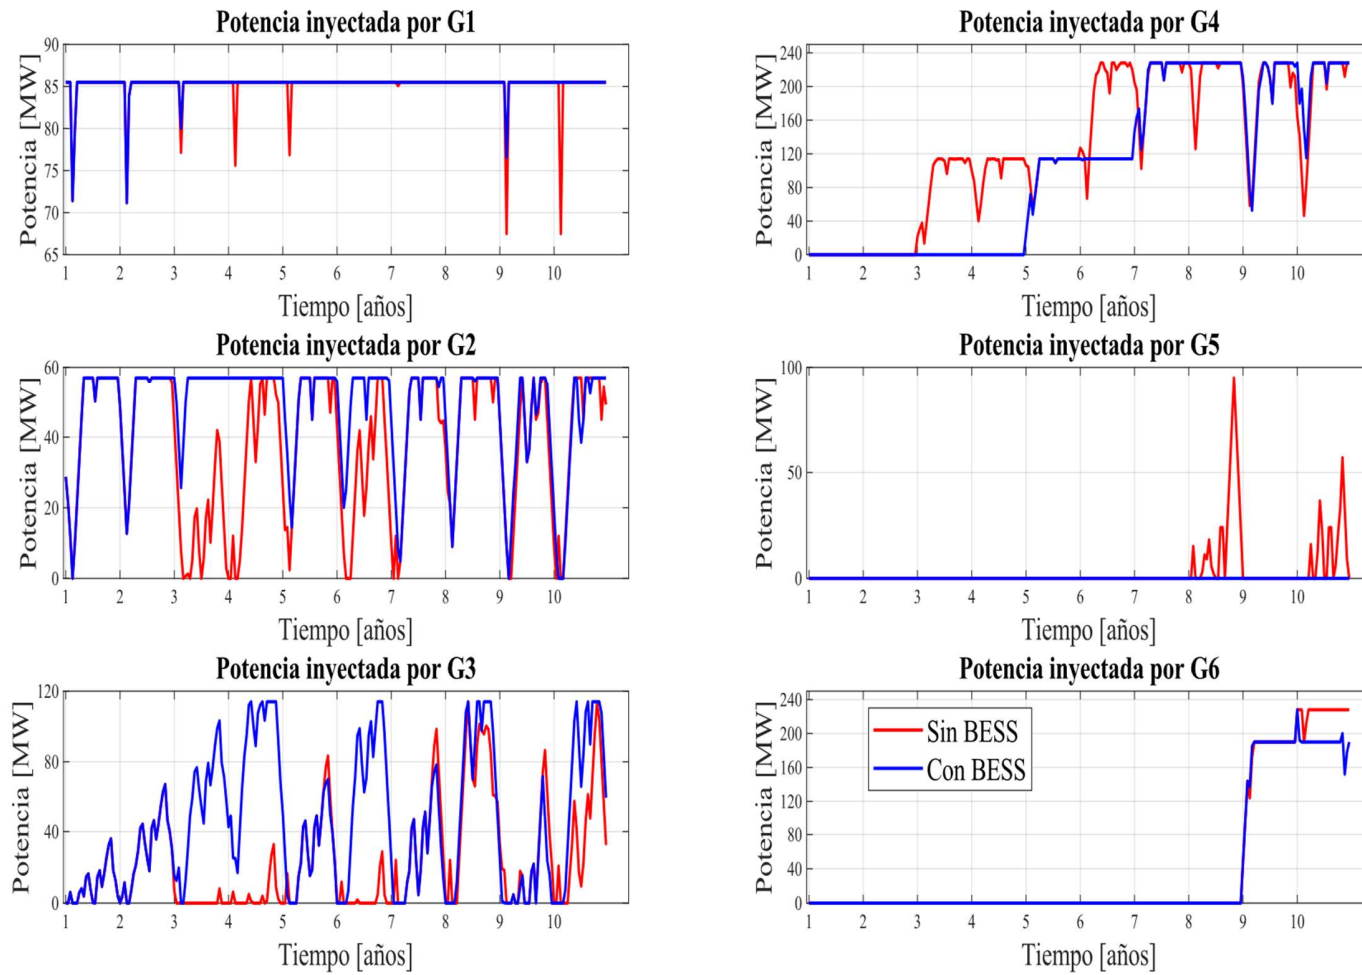 Potencia inyectada por G1
Potencia [MW]
90
85
80
75
70
65
1 2 3 4 5 6 7 8 9 10
Tiempo [años]
Potencia inyectada por G4
Potencia [MW]
240
200
160
120
80
40
0
1 2 3 4 5 6 7 8 9 10
Tiempo [años]
Potencia inyectada por G2
Potencia [MW]
60
40
20
0
1 2 3 4 5 6 7 8 9 10
Tiempo [años]
Potencia inyectada por G5
Potencia [MW]
100
50
0
1 2 3 4 5 6 7 8 9 10
Tiempo [años]
Potencia inyectada por G3
Potencia [MW]
120
80
40
0
1 2 3 4 5 6 7 8 9 10
Tiempo [años]
Potencia inyectada por G6
Potencia [MW]
240
200
160
120
80
40
0
Sin BESS
Con BESS
1 2 3 4 5 6 7 8 9 10
Tiempo [años]